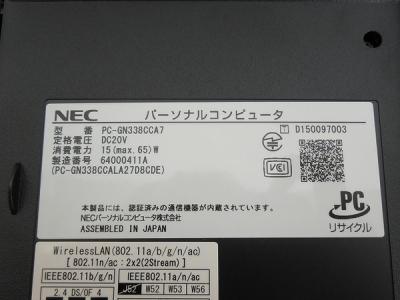 NEC パーソナルコンピュータ
型 番 PC-GN338CCA7
定格電圧 DC20V
消費電力 15(max.65)W
製造番号 64000411A
(PC-GN338CCALA27D8CDE)
T D150097003
VCI
本製品には、認証済みの通信機器が内蔵されています。
NECパーソナルコンピュータ株式会社
ASSEMBLED IN JAPAN
PC
リサイクル
WirelessLAN(802.11a/b/g/n/ac)
[ 802.11n/ac : 2x2(2Stream) ]
IEEE802.11b/g/n IEEE802.11a/n/ac
2.4 DS/OF 4 J52 W52 W53 W56